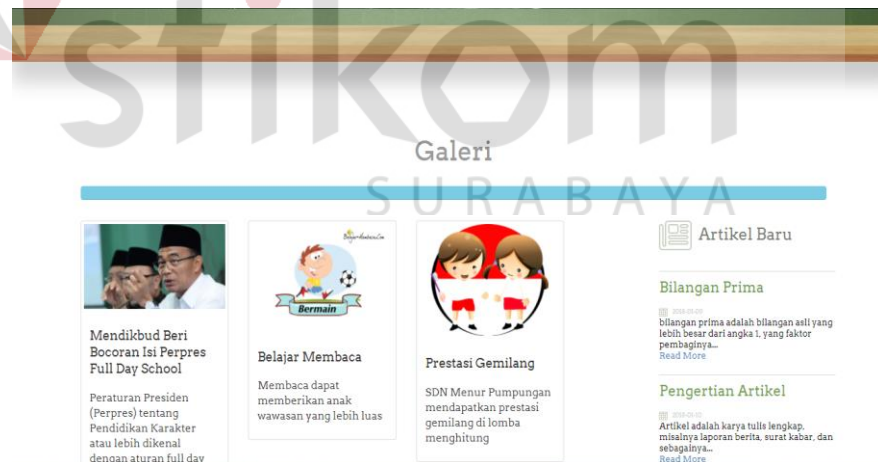 stikom
SURABAYA
Galeri
Mendikbud Beri
Bocoran Isi Perpres
Full Day School
Peraturan Presiden
(Perpres) tentang
Pendidikan Karakter
atau lebih dikenal
dengan aturan full day
Bermain
Belajar Membaca
Membaca dapat
memberikan anak
wawasan yang lebih luas
Prestasi Gemilang
SDN Menur Pumpungan
mendapatkan prestasi
gemilang di lomba
menghitung
Artikel Baru
Bilangan Prima
bilangan prima adalah bilangan asli yang
lebih besar dari angka 1, yang faktor
pembaginya...
Read More
Pengertian Artikel
Artikel adalah karya tulis lengkap,
misalnya laporan berita, surat kabar, dan
sebagainya...
Read More